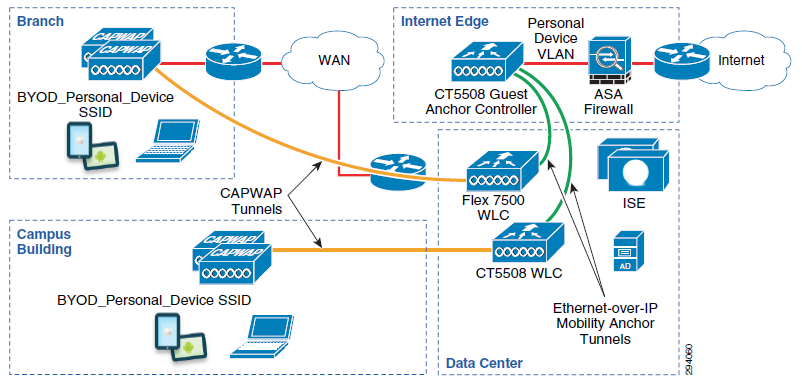 Branch
CAPWAP
CAPWAP
BYOD_Personal_Device
SSID
WAN
Internet Edge
Personal
Device
VLAN
CT5508 Guest
Anchor Controller
ASA
Firewall
Internet
CAPWAP
Tunnels
Flex 7500
WLC
ISE
Campus
Building
CAPWAP
CAPWAP
BYOD_Personal_Device SSID
CT5508 WLC
AD
Ethernet-over-IP
Mobility Anchor
Tunnels
Data Center
294060